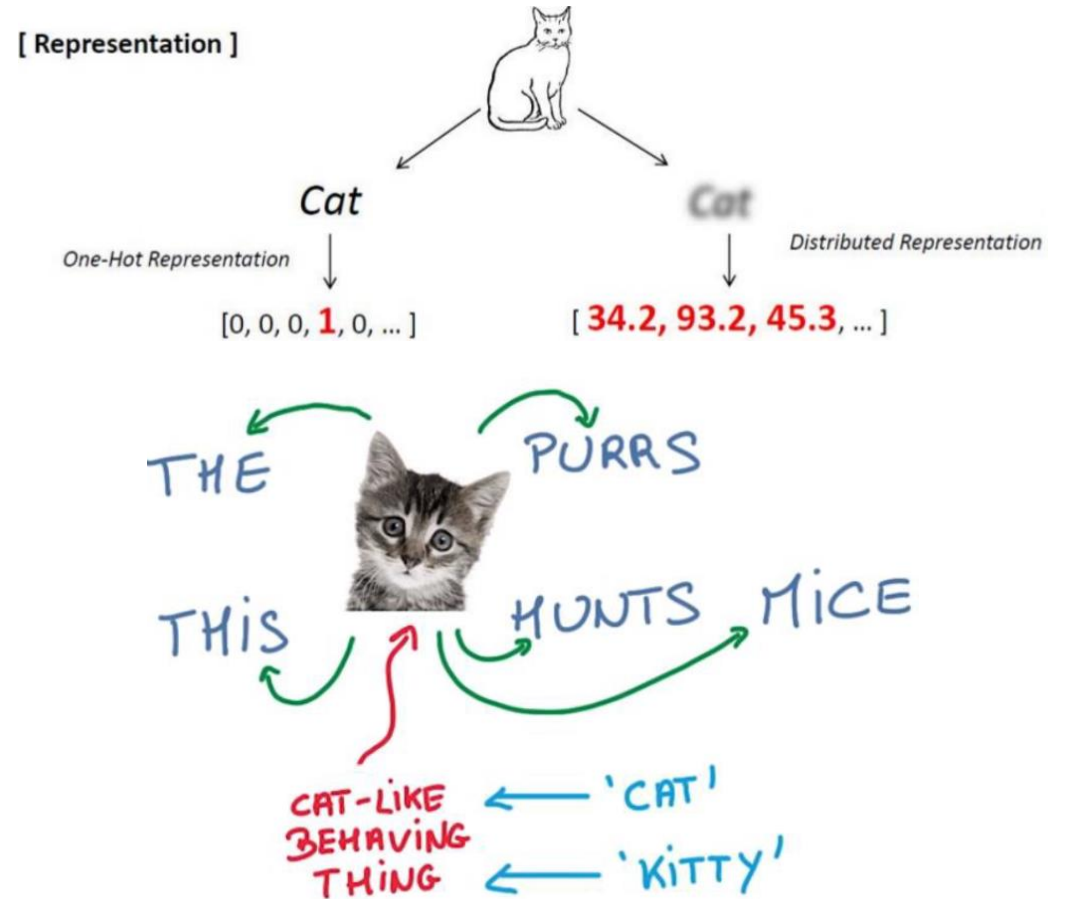 [ Representation ]
Cat
Cat
One-Hot Representation
Distributed Representation
[0, 0, 0, 1, 0, ... ]
[ 34.2, 93.2, 45.3, ... ]
THE
PURRS
THiS
HUNTS MiCE
CAT-LiKE
BEHAViNG
THiNG
'CAT'
'KiTTY'